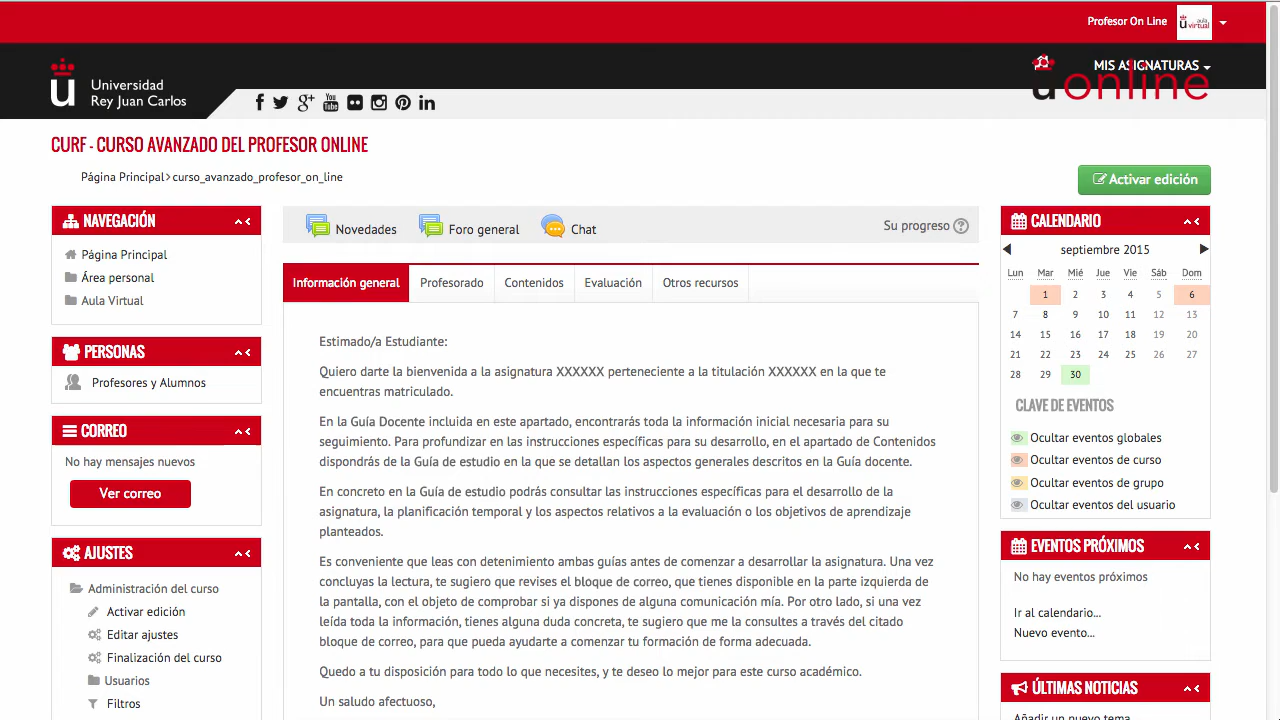 Profesor On Line
aula virtual
MIS ASIGNATURAS
uonline
Universidad
Rey Juan Carlos
CURF - CURSO AVANZADO DEL PROFESOR ONLINE
Página Principal›curso_avanzado_profesor_on_line
Activar edición
NAVEGACIÓN
Página Principal
Área personal
Aula Virtual
PERSONAS
Profesores y Alumnos
CORREO
No hay mensajes nuevos
Ver correo
AJUSTES
Administración del curso
Activar edición
Editar ajustes
Finalización del curso
Usuarios
Filtros
Novedades
Foro general
Chat
Su progreso
Información general
Profesorado
Contenidos
Evaluación
Otros recursos
Estimado/a Estudiante:
Quiero darte la bienvenida a la asignatura XXXXXX perteneciente a la titulación XXXXXX en la que te
encuentras matriculado.
En la Guía Docente incluida en este apartado, encontrarás toda la información inicial necesaria para su
seguimiento. Para profundizar en las instrucciones específicas para su desarrollo, en el apartado de Contenidos
dispondrás de la Guía de estudio en la que se detallan los aspectos generales descritos en la Guía docente.
En concreto en la Guía de estudio podrás consultar las instrucciones específicas para el desarrollo de la
asignatura, la planificación temporal y los aspectos relativos a la evaluación o los objetivos de aprendizaje
planteados.
Es conveniente que leas con detenimiento ambas guías antes de comenzar a desarrollar la asignatura. Una vez
concluyas la lectura, te sugiero que revises el bloque de correo, que tienes disponible en la parte izquierda de
la pantalla, con el objeto de comprobar si ya dispones de alguna comunicación mía. Por otro lado, si una vez
leída toda la información, tienes alguna duda concreta, te sugiero que me la consultes a través del citado
bloque de correo, para que pueda ayudarte a comenzar tu formación de forma adecuada.
Quedo a tu disposición para todo lo que necesites, y te deseo lo mejor para este curso académico.
Un saludo afectuoso,
CALENDARIO
septiembre 2015
Lun Mar Mié Jue Vie Sáb Dom
1 2 3 4 5 6
7 8 9 10 11 12 13
14 15 16 17 18 19 20
21 22 23 24 25 26 27
28 29 30
CLAVE DE EVENTOS
Ocultar eventos globales
Ocultar eventos de curso
Ocultar eventos de grupo
Ocultar eventos del usuario
EVENTOS PRÓXIMOS
No hay eventos próximos
Ir al calendario...
Nuevo evento...
ÚLTIMAS NOTICIAS
Añadir un nuevo tema